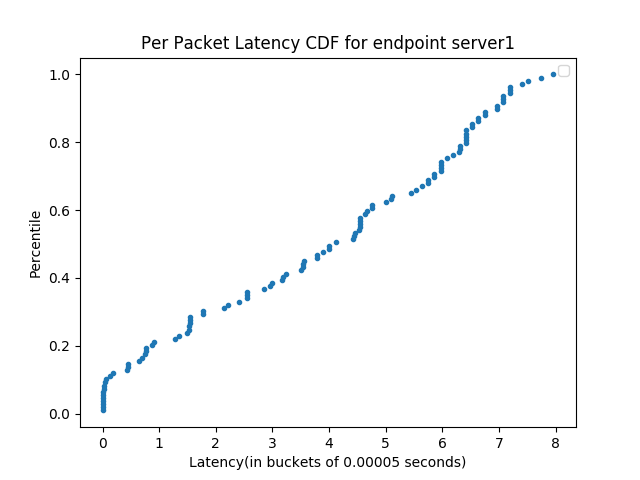 Per Packet Latency CDF for endpoint server1
1.0
0.8
0.6
0.4
0.2
0.0
Percentile
0 1 2 3 4 5 6 7 8
Latency(in buckets of 0.00005 seconds)